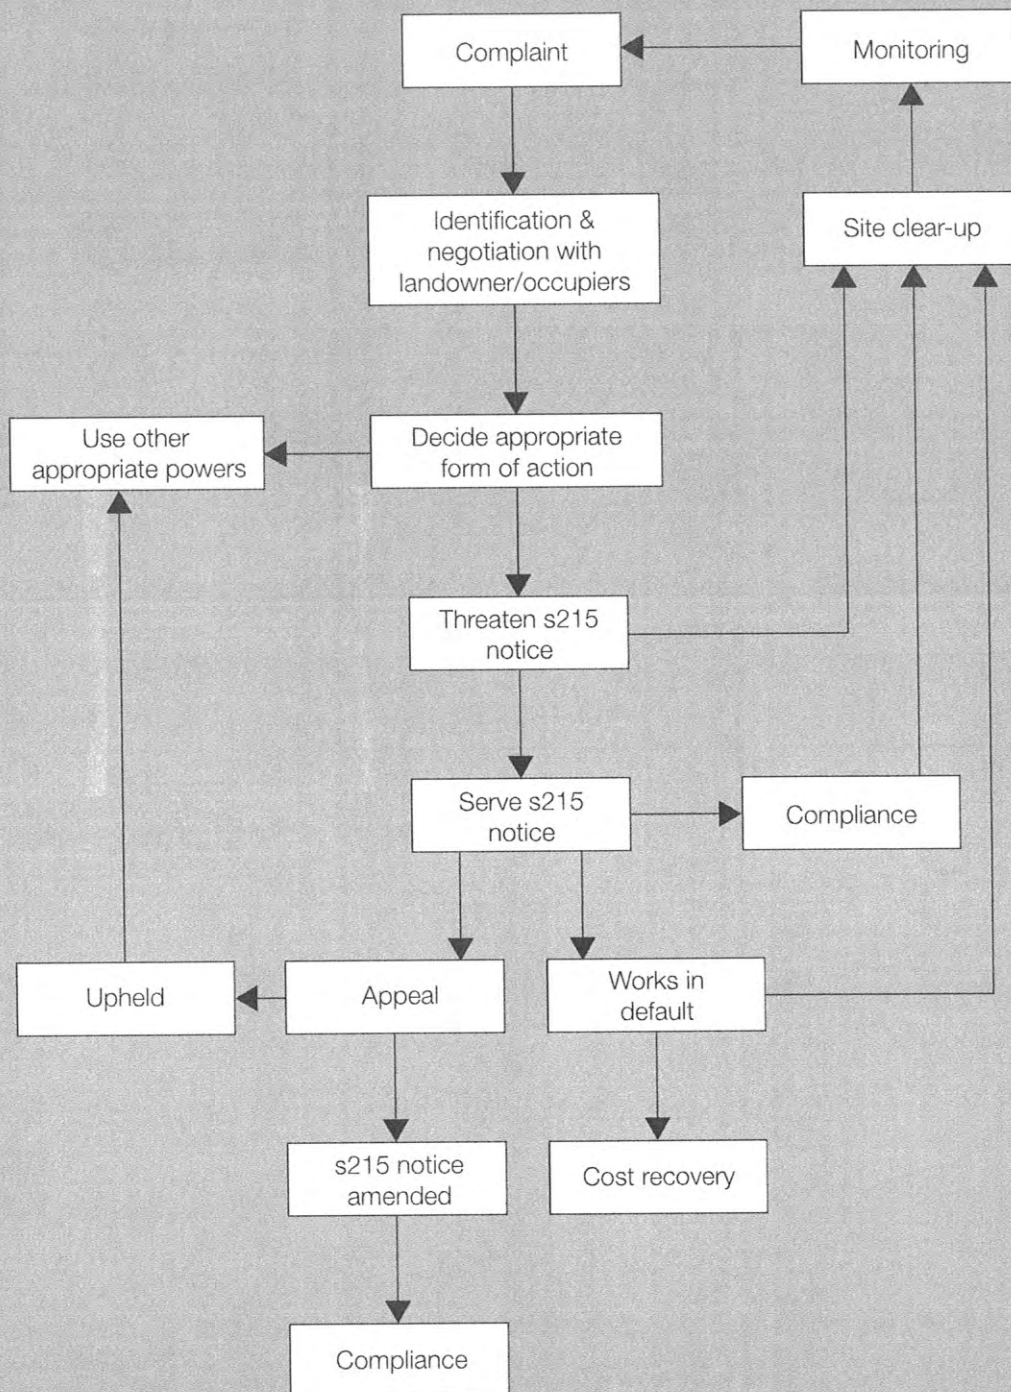 Complaint
Monitoring
Identification &
negotiation with
landowner/occupiers
Site clear-up
Use other
appropriate powers
Decide appropriate
form of action
Threaten s215
notice
Serve s215
notice
Compliance
Upheld
Appeal
Works in
default
s215 notice
amended
Cost recovery
Compliance